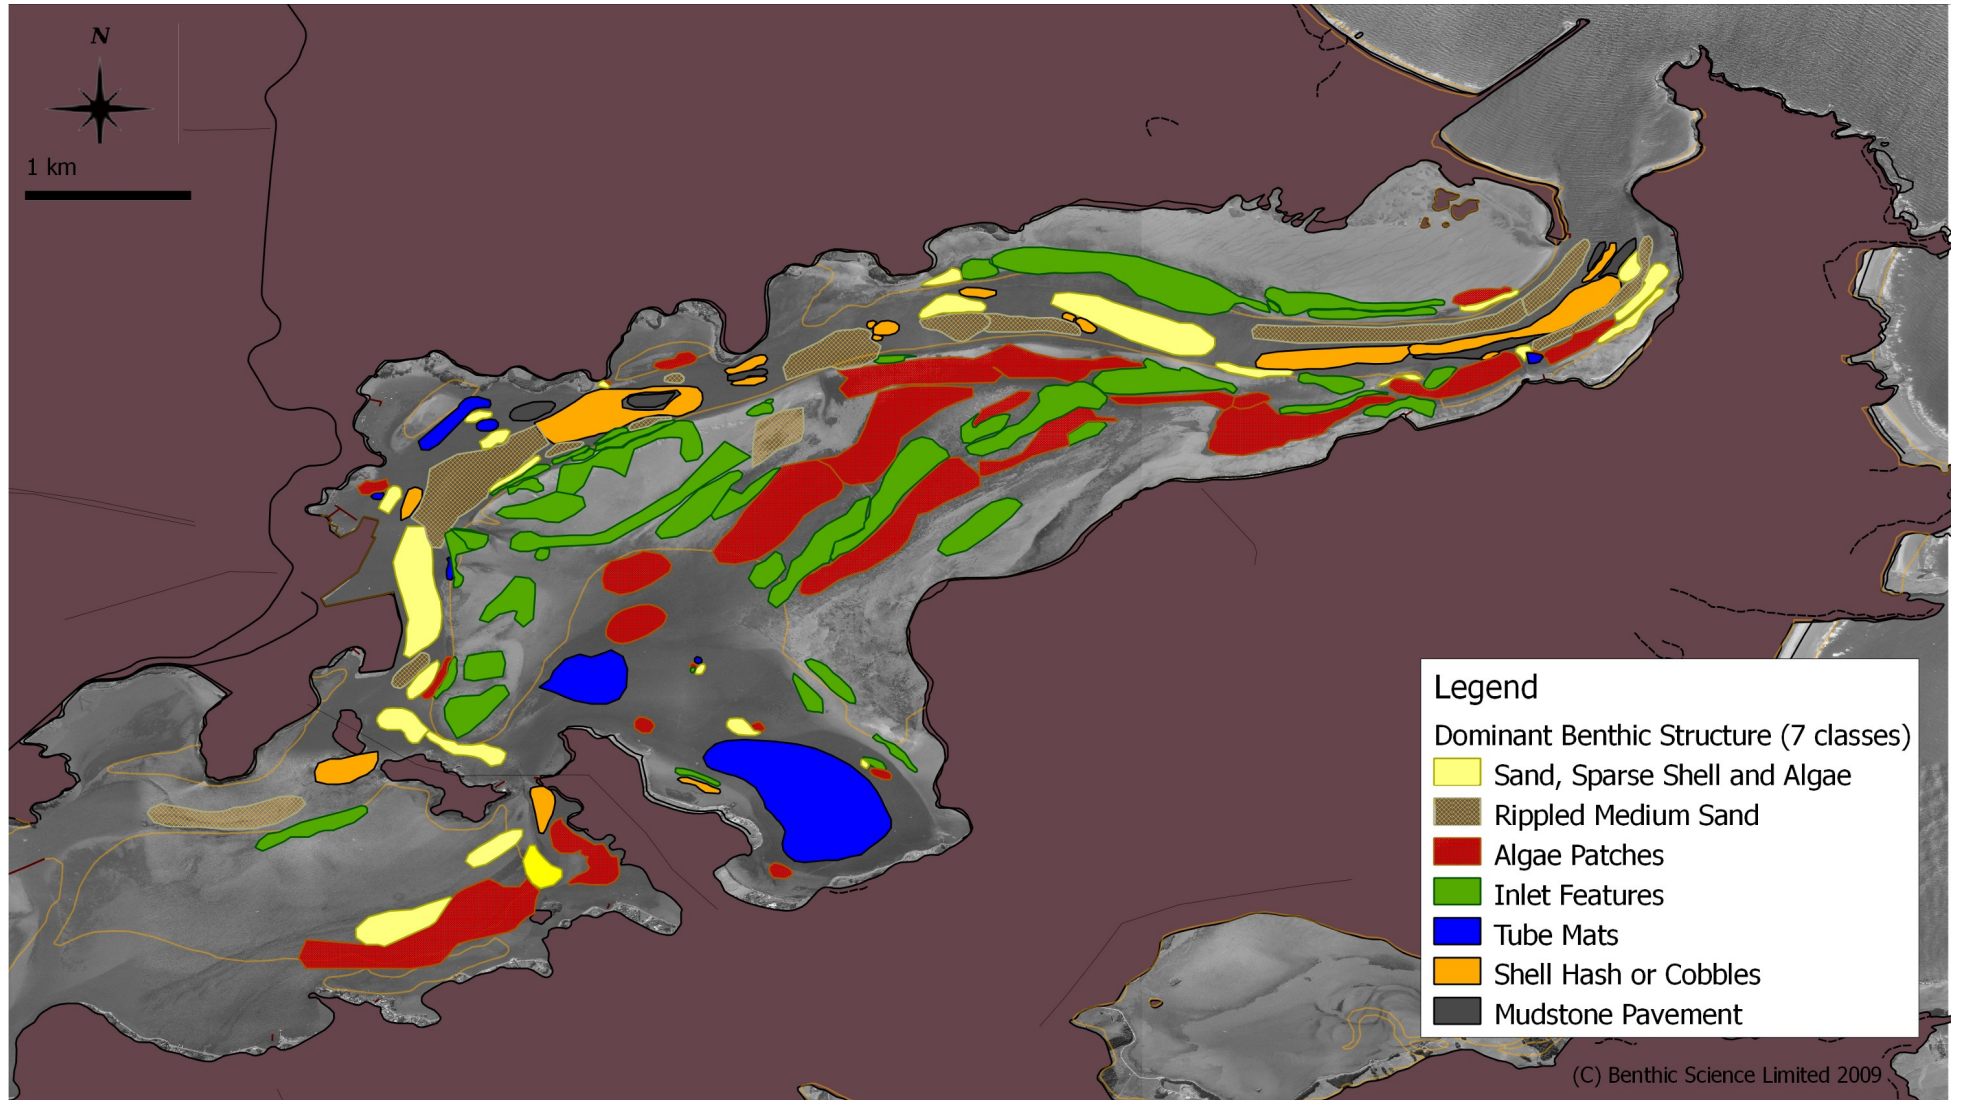 N
1 km
Legend
Dominant Benthic Structure (7 classes)
Sand, Sparse Shell and Algae
Rippled Medium Sand
Algae Patches
Inlet Features
Tube Mats
Shell Hash or Cobbles
Mudstone Pavement
(C) Benthic Science Limited 2009